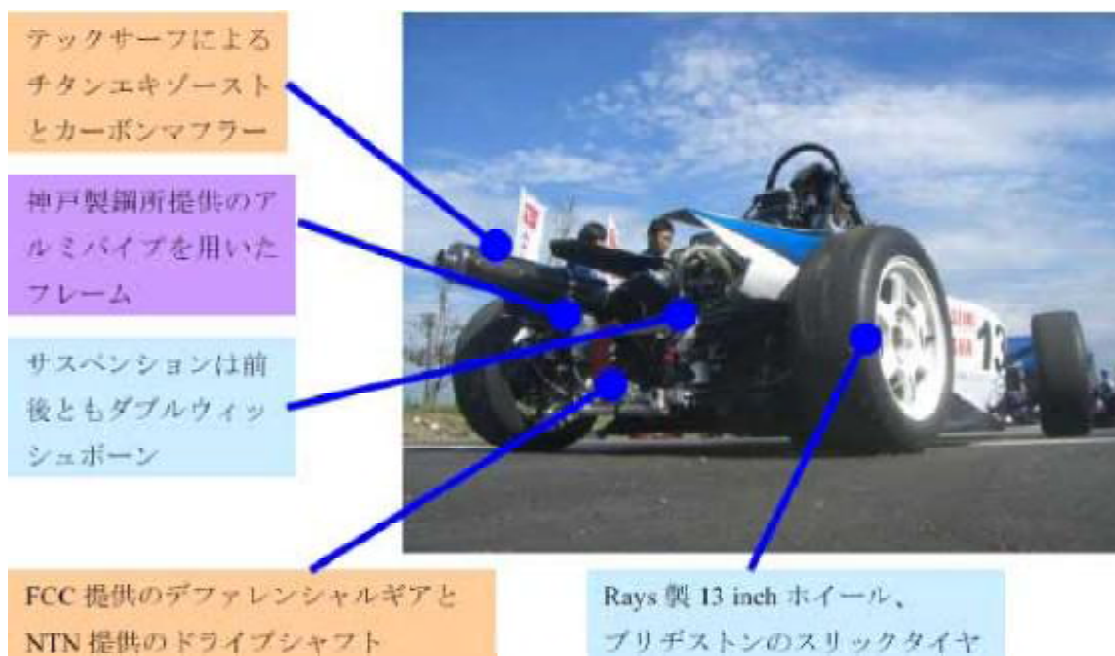 テックサーフによる
チタンエキゾースト
とカーボンマフラー
神戸製鋼所提供のア
ルミパイプを用いた
フレーム
サスペンションは前
後ともダブルウィッ
シュボーン
FCC 提供のデファレンシャルギアと
NTN 提供のドライブシャフト
Rays 製 13 inch ホイール、
ブリヂストンのスリックタイヤ
13